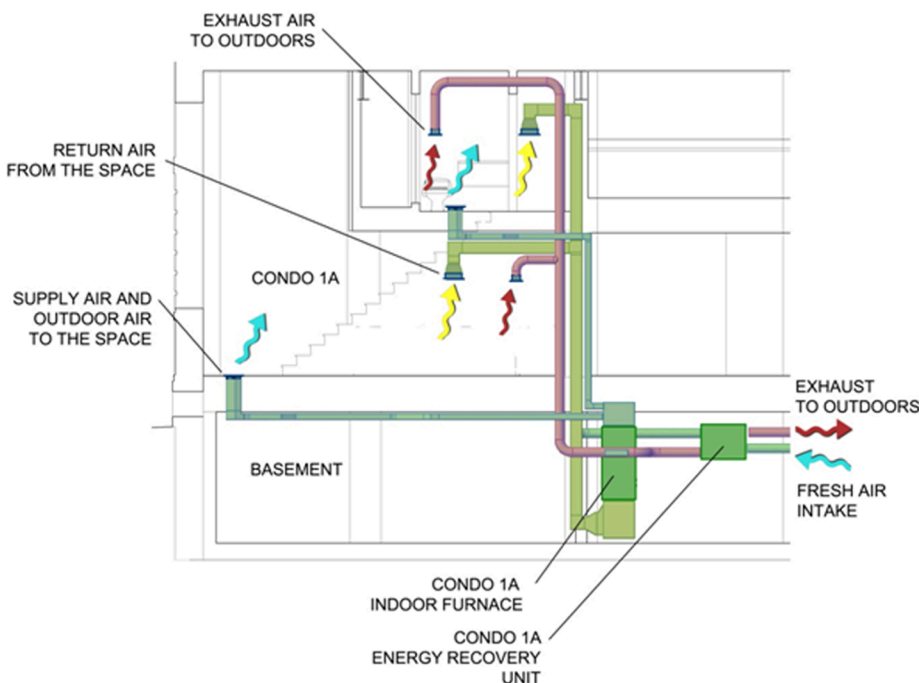 EXHAUST AIR
TO OUTDOORS
RETURN AIR
FROM THE SPACE
CONDO 1A
SUPPLY AIR AND
OUTDOOR AIR
TO THE SPACE
EXHAUST
TO OUTDOORS
BASEMENT
FRESH AIR
INTAKE
CONDO 1A
INDOOR FURNACE
CONDO 1A
ENERGY RECOVERY
UNIT